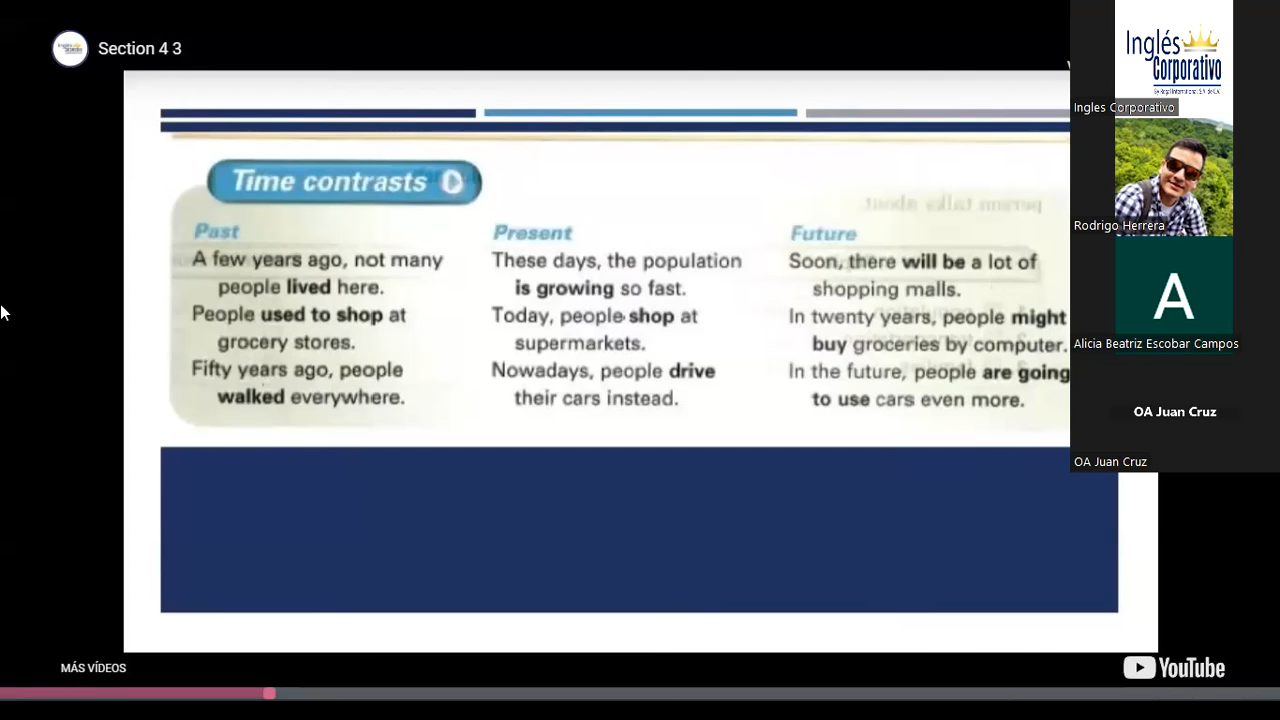 Section 4 3
Time contrasts
Past
A few years ago, not many
people lived here.
People used to shop at
grocery stores.
Fifty years ago, people
walked everywhere.
Present
These days, the population
is growing so fast.
Today, people shop at
supermarkets.
Nowadays, people drive
their cars instead.
person talks about
Future
Soon, there will be a lot of
shopping malls.
In twenty years, people might
buy groceries by computer.
In the future, people are going
to use cars even more.
Inglés
Corporativo
Ingles Corporativo
Rodrigo Herrera
A
Alicia Beatriz Escobar Campos
OA Juan Cruz
OA Juan Cruz
MÁS VÍDEOS
YouTube